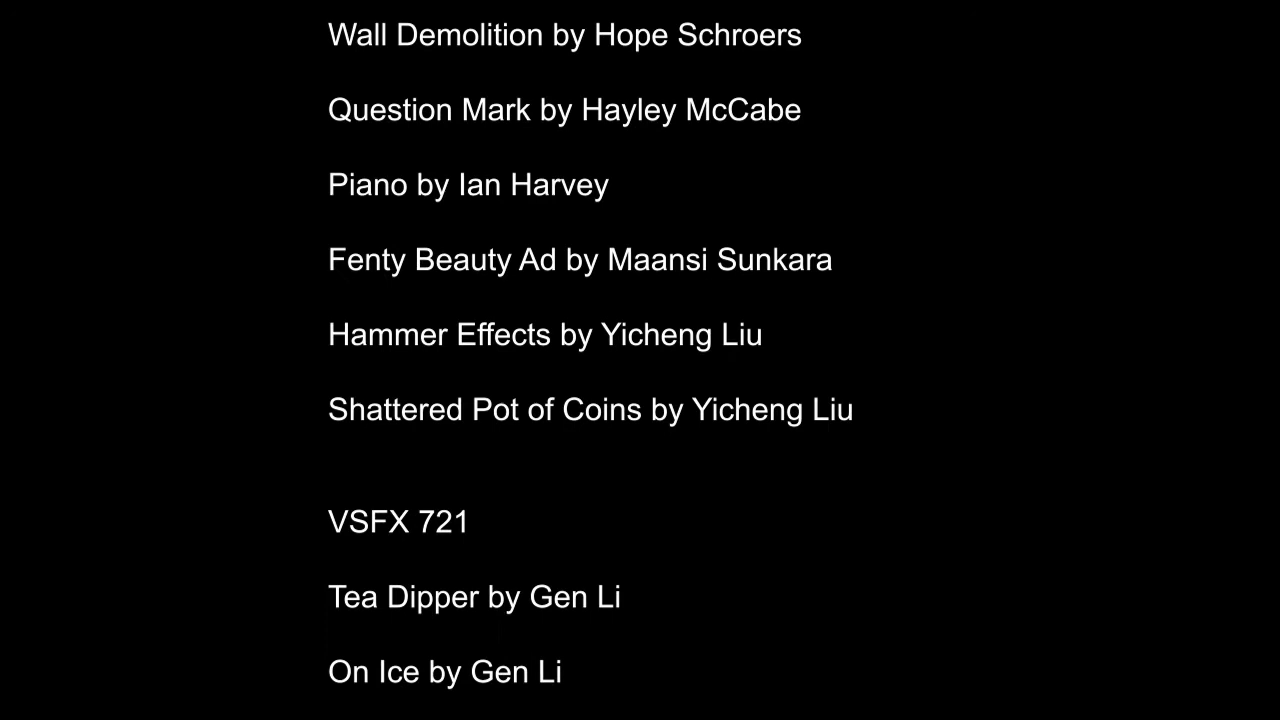 Wall Demolition by Hope Schroers
Question Mark by Hayley McCabe
Piano by Ian Harvey
Fenty Beauty Ad by Maansi Sunkara
Hammer Effects by Yicheng Liu
Shattered Pot of Coins by Yicheng Liu
VSFX 721
Tea Dipper by Gen Li
On Ice by Gen Li